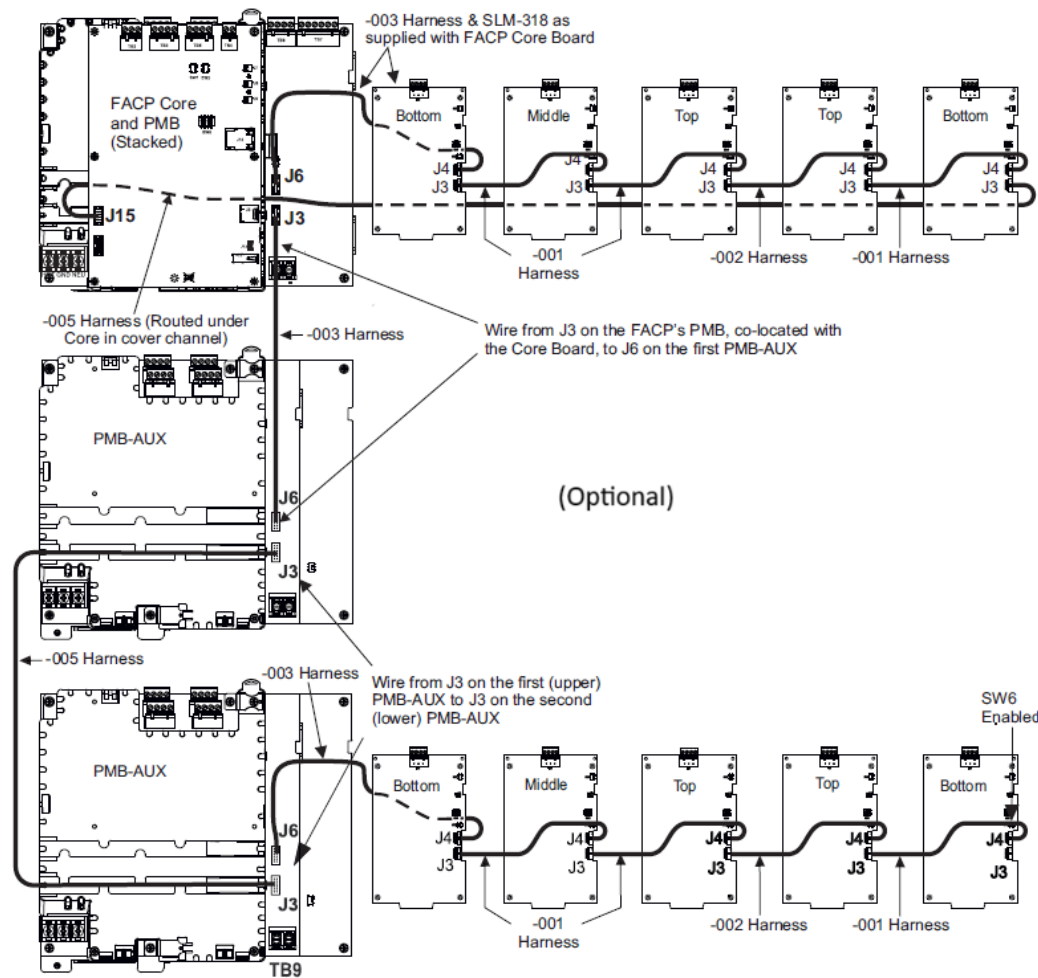 -003 Harness & SLM-318 as
supplied with FACP Core Board
FACP Core
and PMB
(Stacked)
Bottom
Middle
Top
Top
Bottom
J6
J4
J4
J4
J4
J4
J3
J3
J3
J3
J3
J15
J3
GND NEU
-001
Harness
-002 Harness
-001 Harness
-005 Harness (Routed under
Core in cover channel)
-003 Harness
Wire from J3 on the FACP's PMB, co-located with
the Core Board, to J6 on the first PMB-AUX
PMB-AUX
J6
(Optional)
J3
-005 Harness
-003 Harness
Wire from J3 on the first (upper)
PMB-AUX to J3 on the second
(lower) PMB-AUX
SW6
Enabled
PMB-AUX
Bottom
Middle
Top
Top
Bottom
J6
J4
J4
J4
J4
J4
J3
J3
J3
J3
J3
J3
-001
Harness
-002 Harness
-001 Harness
TB9